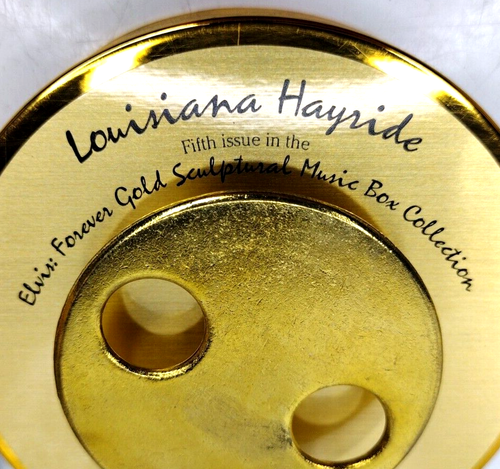 Louisiana Hayride
Fifth issue in the
Elvis: Forever Gold Sculptural Music Box Collection